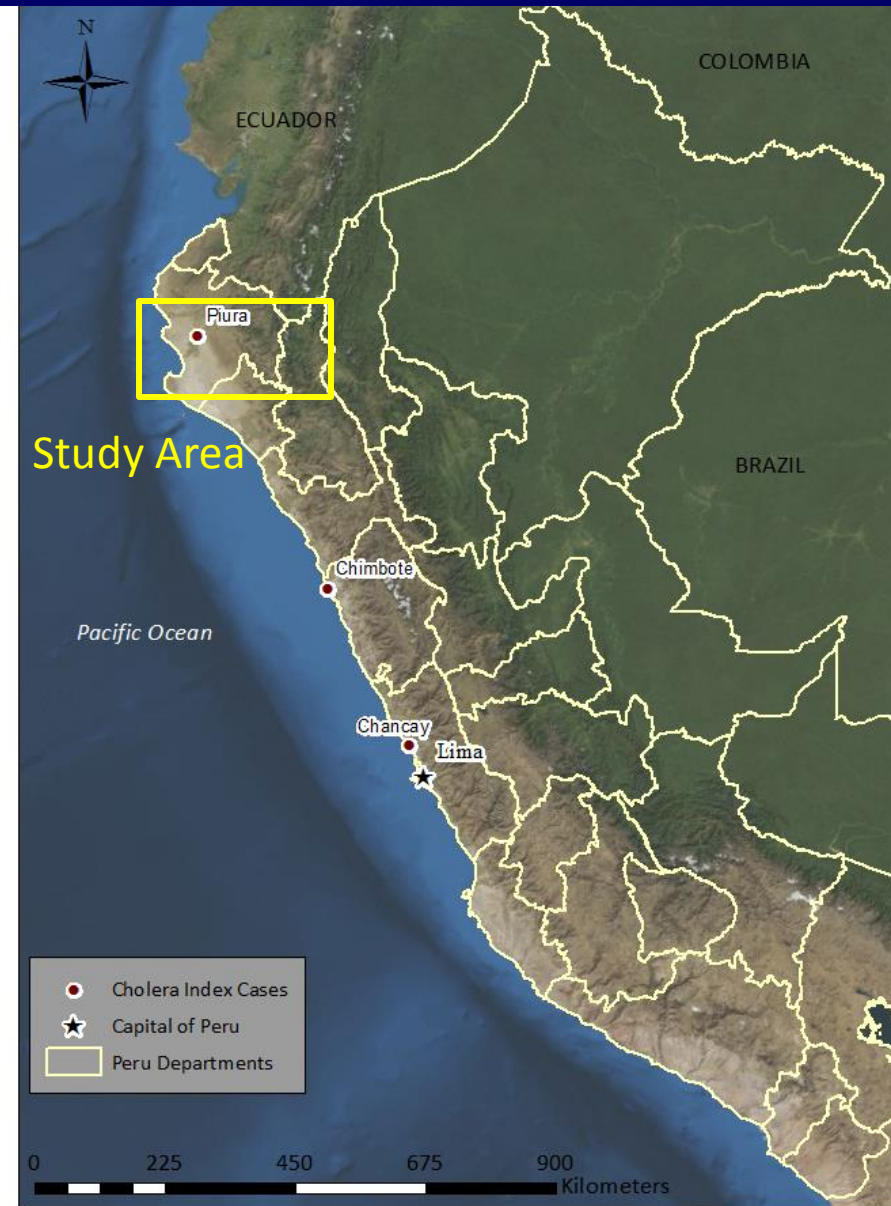 N
COLOMBIA
ECUADOR
Piura
Study Area
BRAZIL
Chimbote
Pacific Ocean
Chancay
Lima
Cholera Index Cases
Capital of Peru
Peru Departments
0 225 450 675 900
Kilometers